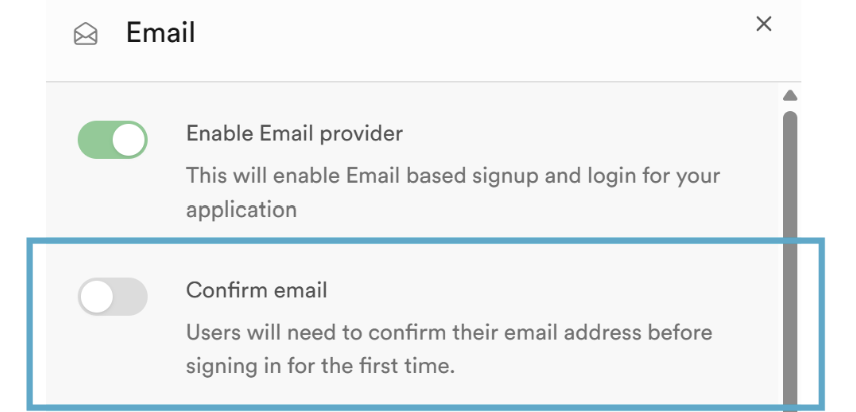 Email
Enable Email provider
This will enable Email based signup and login for your
application
Confirm email
Users will need to confirm their email address before
signing in for the first time.